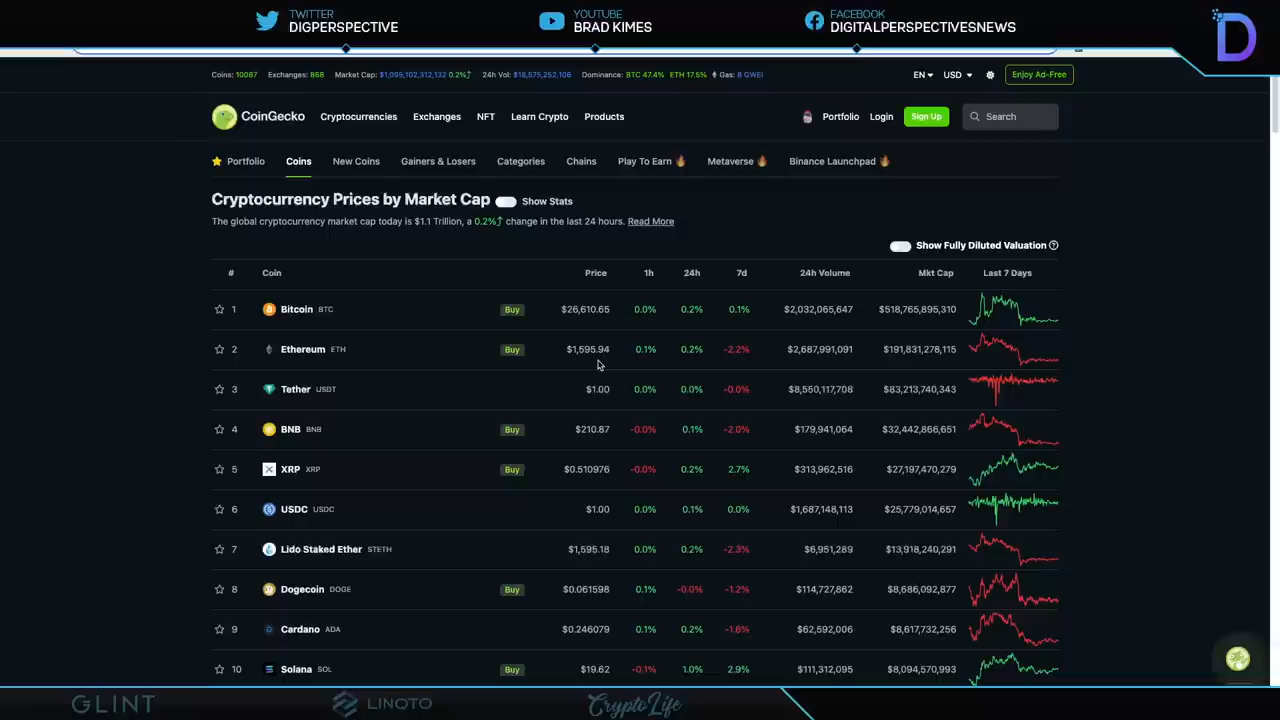 TWITTER
DIGPERSPECTIVE
YOUTUBE
BRAD KIMES
FACEBOOK
DIGITALPERSPECTIVESNEWS
D
Coins: 10087 Exchanges: 868 Market Cap: $1,095,102,312,132 0.2% 24h Vol: $18,575,252,106 Dominance: BTC 47.4% ETH 17.5% Gas: 8 GWEI EN USD Enjoy Ad-Free
CoinGecko Cryptocurrencies Exchanges NFT Learn Crypto Products Portfolio Login Sign Up Search
Portfolio Coins New Coins Gainers & Losers Categories Chains Play To Earn Metaverse Binance Launchpad
Cryptocurrency Prices by Market Cap Show Stats
The global cryptocurrency market cap today is $1.1 Trillion, a 0.2% change in the last 24 hours. Read More
Show Fully Diluted Valuation
# Coin Price 1h 24h 7d 24h Volume Mkt Cap Last 7 Days
1 Bitcoin BTC Buy $26,610.65 0.0% 0.2% 0.1% $2,032,065,647 $518,765,895,310
2 Ethereum ETH Buy $1,595.94 0.1% 0.2% -2.2% $2,687,991,091 $191,831,278,115
3 Tether USDT $1.00 0.0% 0.0% -0.0% $8,550,117,708 $83,213,740,343
4 BNB BNB Buy $210.87 -0.0% 0.1% -2.0% $179,941,064 $32,442,866,651
5 XRP XRP Buy $0.510976 -0.0% 0.2% 2.7% $313,962,516 $27,197,470,279
6 USDC USDC $1.00 0.0% 0.1% 0.0% $1,687,148,113 $25,779,014,657
7 Lido Staked Ether STETH $1,595.18 0.0% 0.2% -2.3% $6,951,289 $13,918,240,291
8 Dogecoin DOGE Buy $0.061598 0.1% -0.0% -1.2% $114,727,862 $8,686,092,877
9 Cardano ADA $0.246079 0.1% 0.2% -1.6% $62,592,006 $8,617,732,256
10 Solana SOL Buy $19.62 -0.1% 1.0% 2.9% $111,312,095 $8,094,570,993
GLINT LINQTO CryptoLife